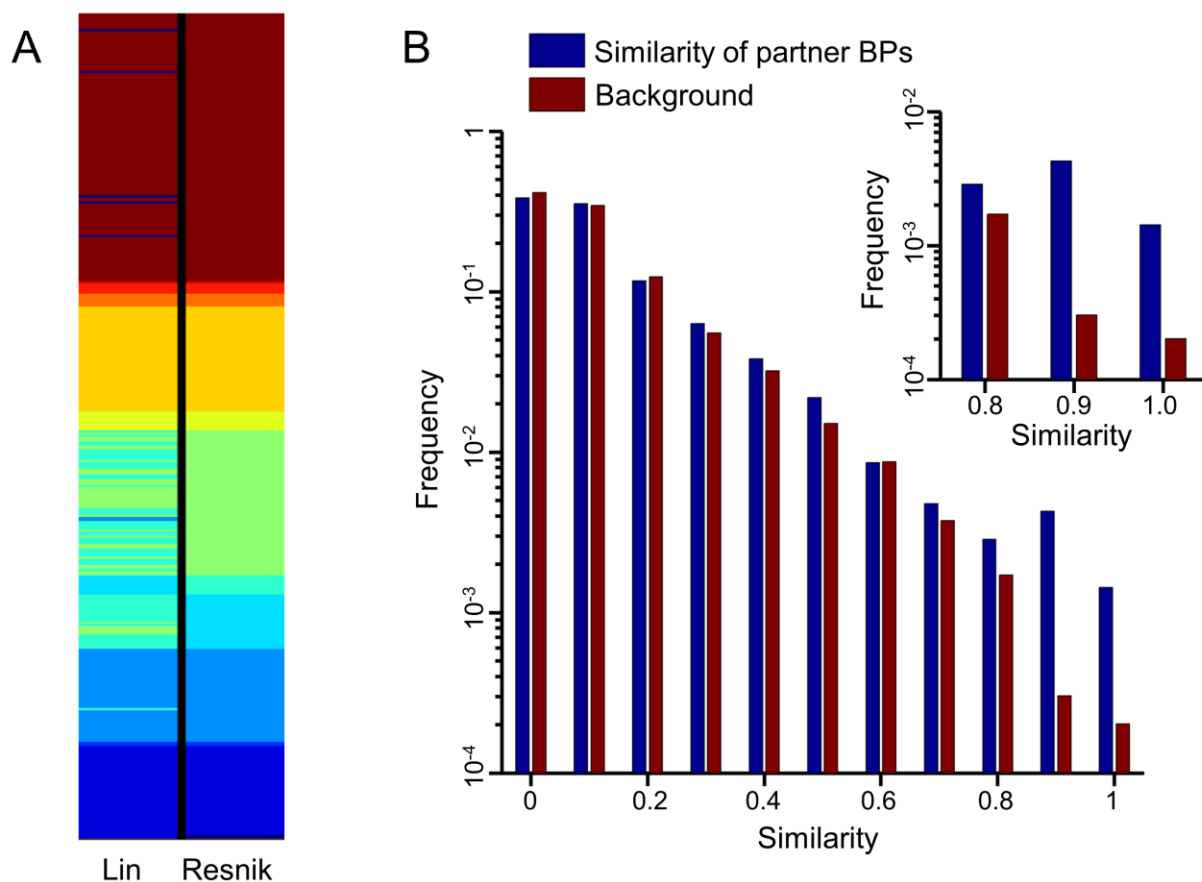 A
Lin
Resnik
B
Similarity of partner BPs
Background
Frequency
1
10-1
10-2
10-3
10-4
0
0.2
0.4
0.6
0.8
1
Similarity
Frequency
10-2
10-3
10-4
0.8
0.9
1.0
Similarity